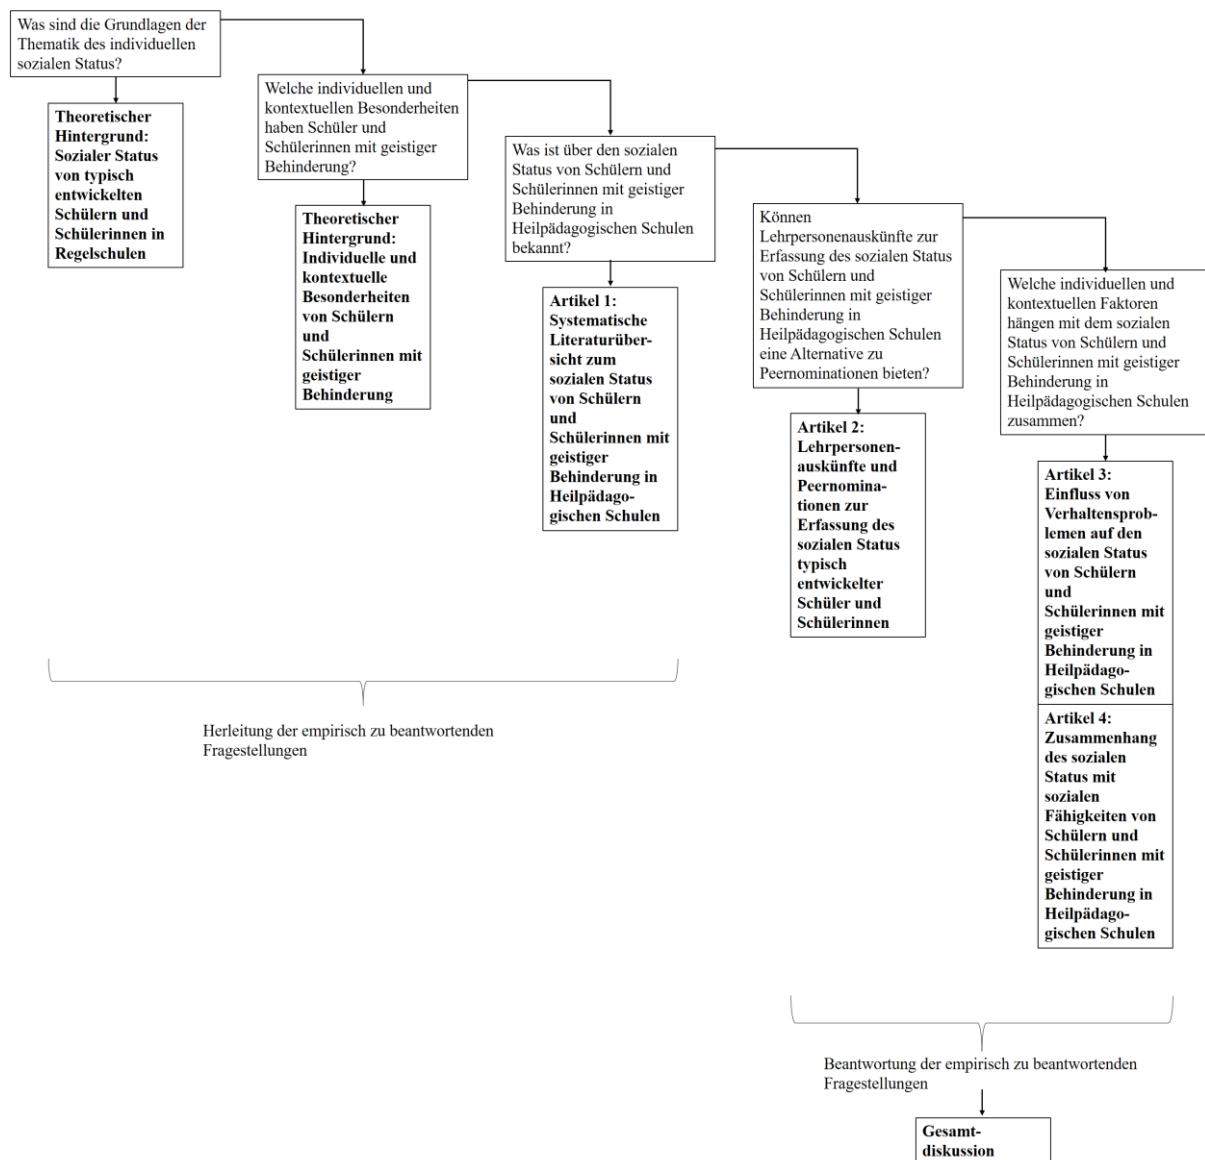 Was sind die Grundlagen der
Thematik des individuellen
sozialen Status?
Theoretischer
Hintergrund:
Sozialer Status
von typisch
entwickelten
Schülern und
Schülerinnen in
Regelschulen
Welche individuellen und
kontextuellen Besonderheiten
haben Schüler und
Schülerinnen mit geistiger
Behinderung?
Theoretischer
Hintergrund:
Individuelle und
kontextuelle
Besonderheiten
von Schülern
und
Schülerinnen mit
geistiger
Behinderung
Was ist über den sozialen
Status von Schülern und
Schülerinnen mit geistiger
Behinderung in
Heilpädagogischen Schulen
bekannt?
Artikel 1:
Systematische
Literaturüber-
sicht zum
sozialen Status
von Schülern
und
Schülerinnen mit
geistiger
Behinderung in
Heilpädago-
gischen Schulen
Können
Lehrpersonenauskünfte zur
Erfassung des sozialen Status
von Schülern und
Schülerinnen mit geistiger
Behinderung in
Heilpädagogischen Schulen
eine Alternative zu
Peernominationen bieten?
Artikel 2:
Lehrpersonen-
auskünfte und
Peernomina-
tionen zur
Erfassung des
sozialen Status
typisch
entwickelter
Schüler und
Schülerinnen
Welche individuellen und
kontextuellen Faktoren
hängen mit dem sozialen
Status von Schülern und
Schülerinnen mit geistiger
Behinderung in
Heilpädagogischen Schulen
zusammen?
Artikel 3:
Einfluss von
Verhaltensprob-
lemen auf den
sozialen Status
von Schülern
und
Schülerinnen mit
geistiger
Behinderung in
Heilpädago-
gischen Schulen
Artikel 4:
Zusammenhang
des sozialen
Status mit
sozialen
Fähigkeiten von
Schülern und
Schülerinnen mit
geistiger
Behinderung in
Heilpädago-
gischen Schulen
Herleitung der empirisch zu beantwortenden
Fragestellungen
Beantwortung der empirisch zu beantwortenden
Fragestellungen
Gesamt-
diskussion